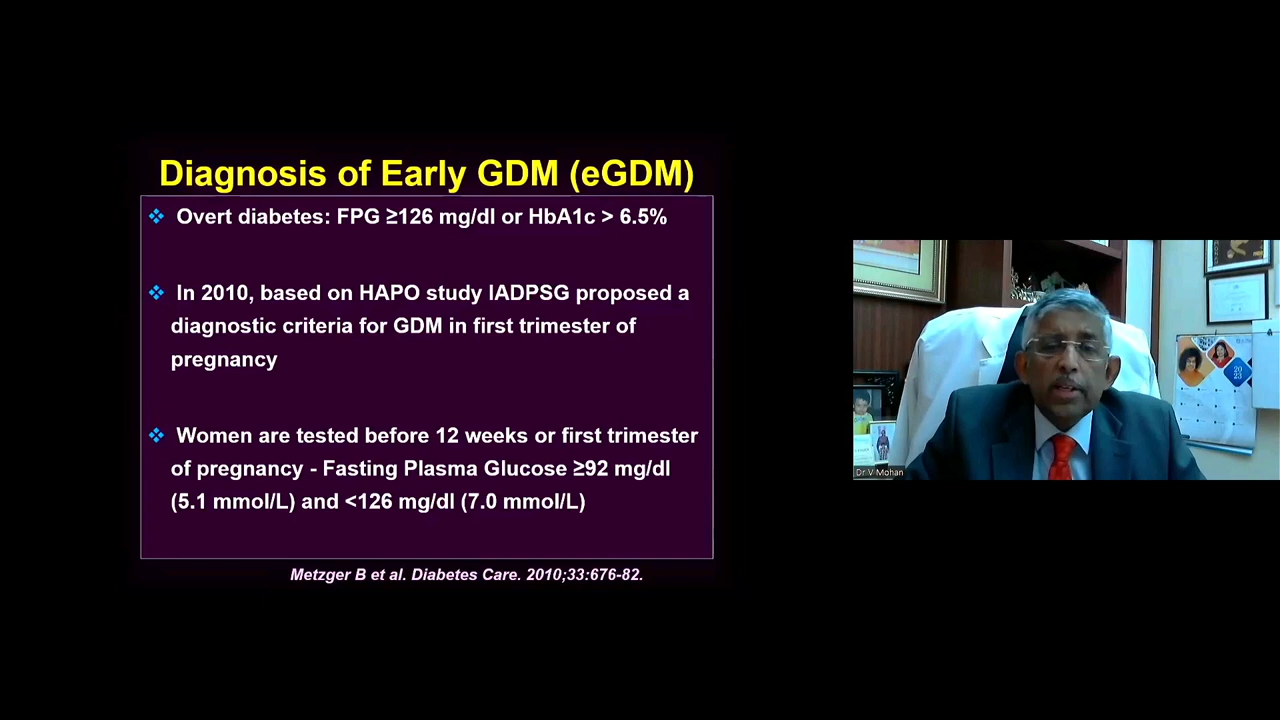 Diagnosis of Early GDM (eGDM)
❖ Overt diabetes: FPG ≥126 mg/dl or HbA1c > 6.5%
❖ In 2010, based on HAPO study IADPSG proposed a
diagnostic criteria for GDM in first trimester of
pregnancy
❖ Women are tested before 12 weeks or first trimester
of pregnancy - Fasting Plasma Glucose ≥92 mg/dl
(5.1 mmol/L) and <126 mg/dl (7.0 mmol/L)
Metzger B et al. Diabetes Care. 2010;33:676-82.
20
23
Dr V Mohan